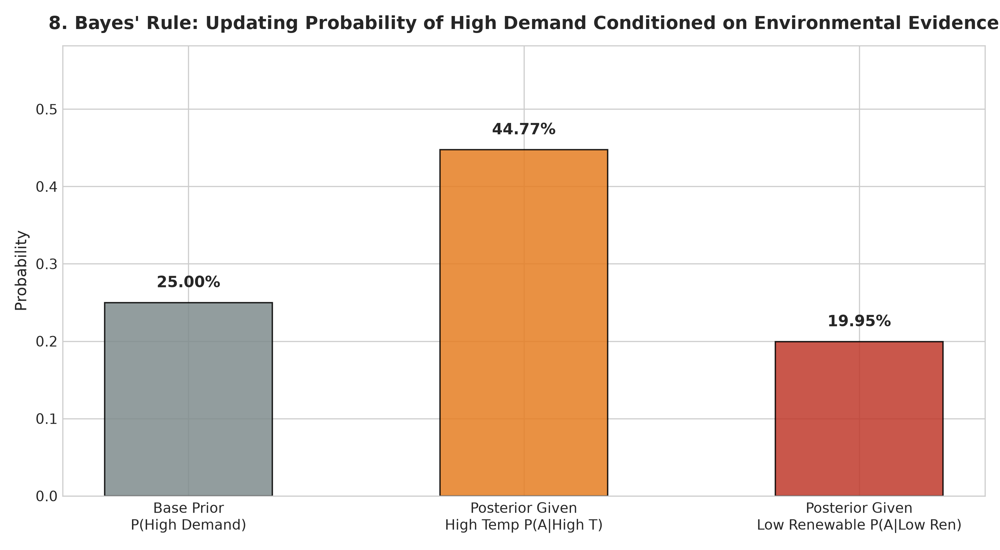 8. Bayes' Rule: Updating Probability of High Demand Conditioned on Environmental Evidence
Probability
0.5
0.4
0.3
0.2
0.1
0.0
25.00%
44.77%
19.95%
Base Prior
P(High Demand)
Posterior Given
High Temp P(A|High T)
Posterior Given
Low Renewable P(A|Low Ren)